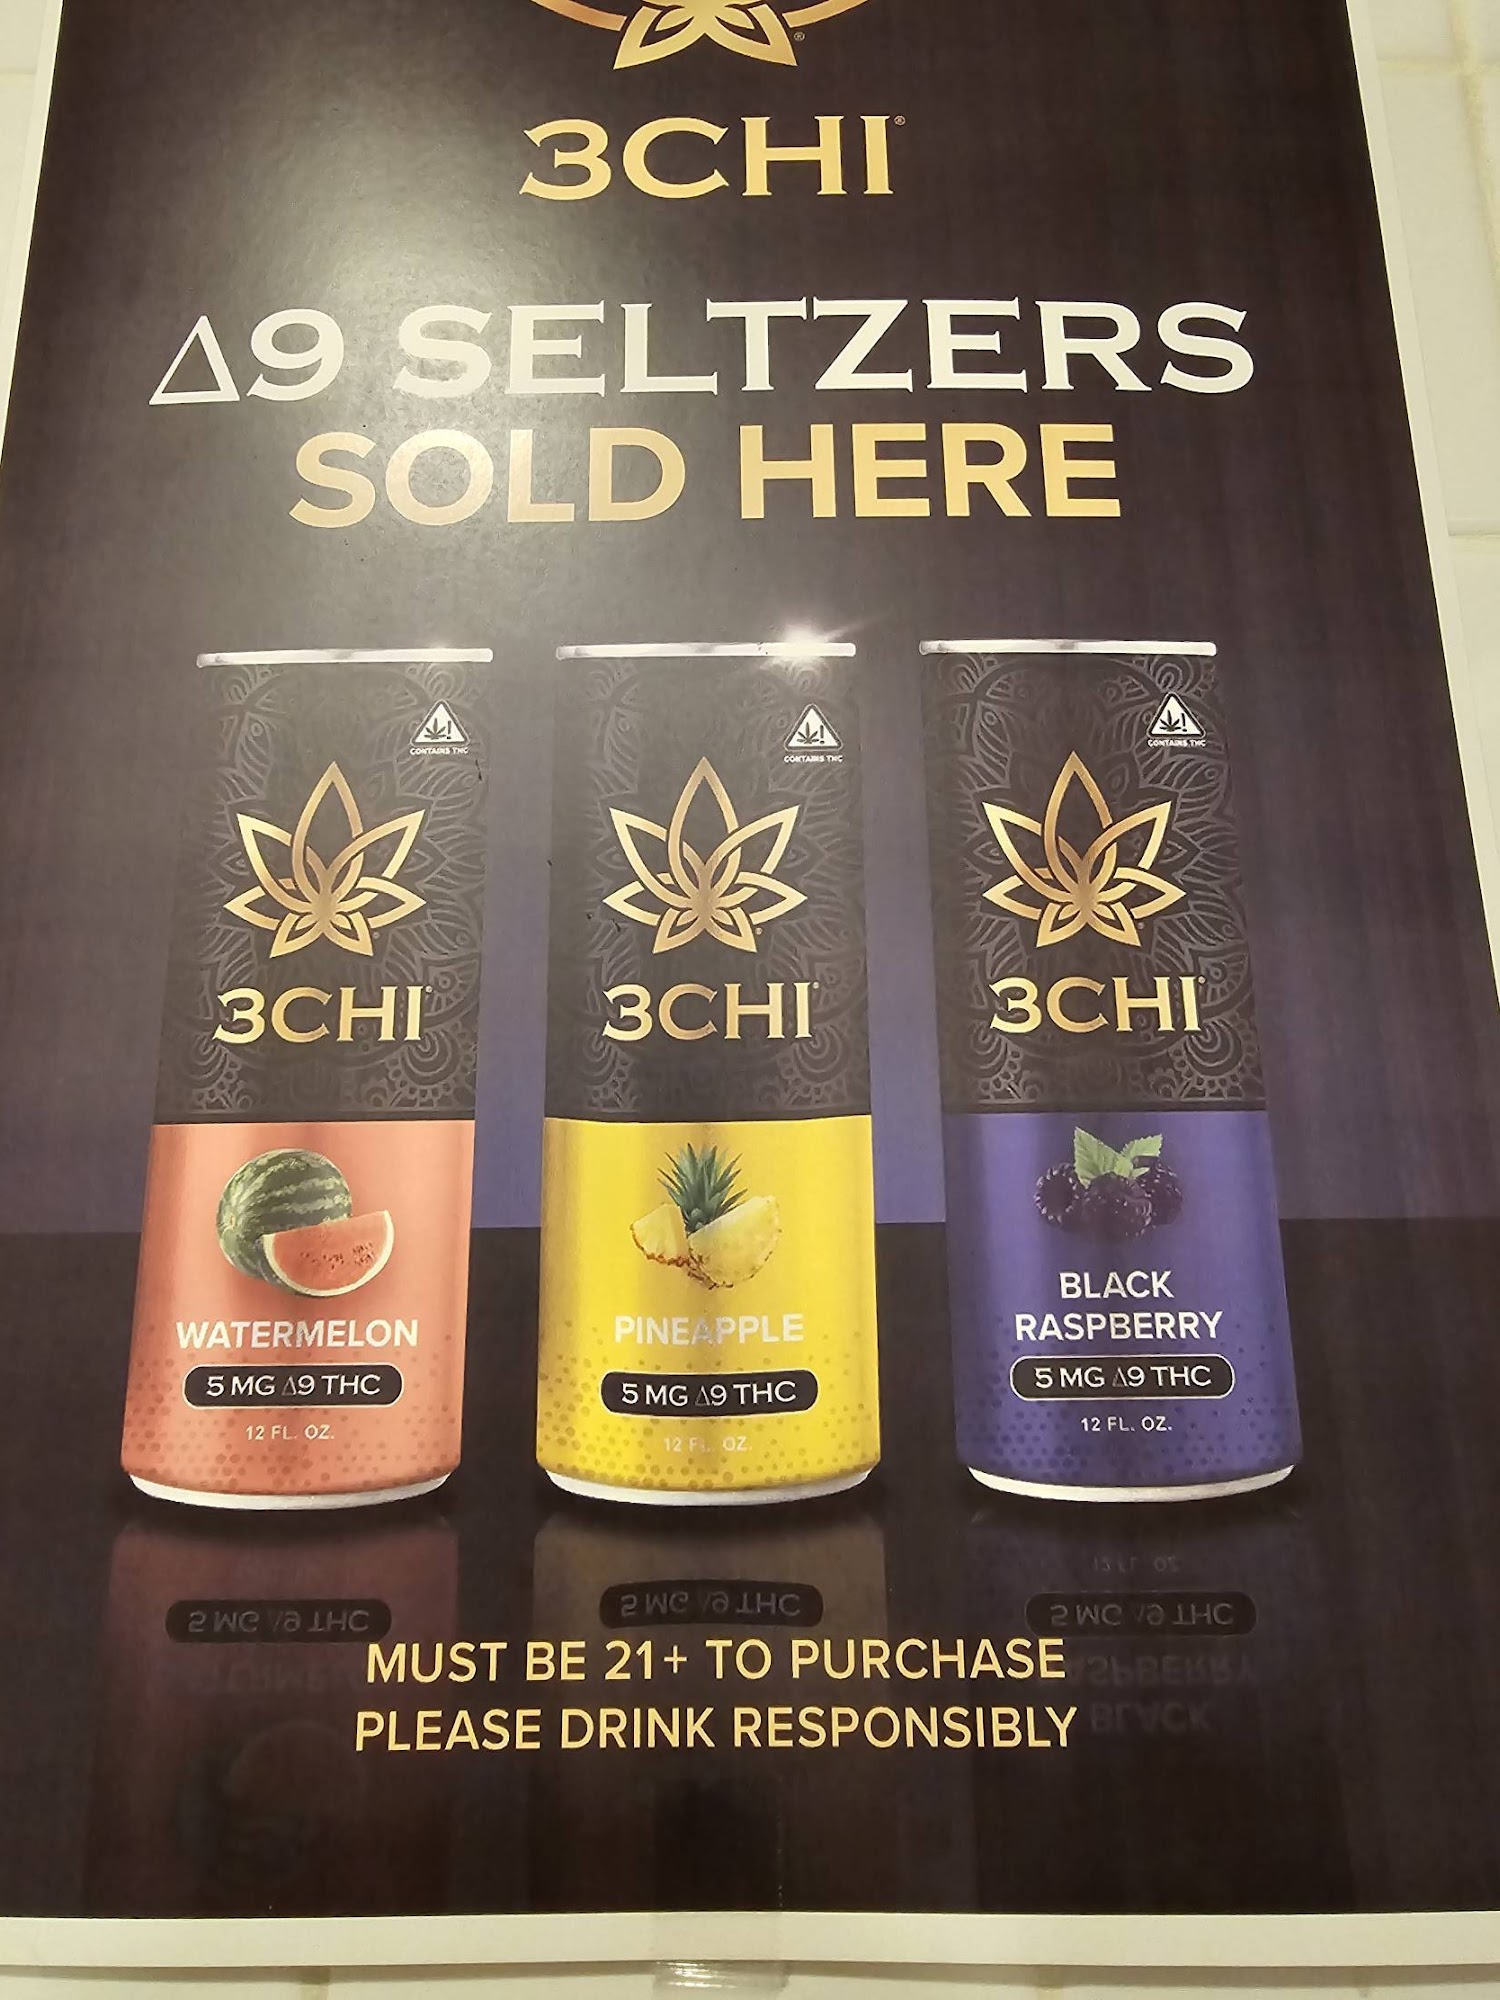 3CHI®
Δ9 SELTZERS
SOLD HERE
CONTAINS THC
3CHI®
WATERMELON
5 MG Δ9 THC
12 FL. OZ.
CONTAINS THC
3CHI®
PINEAPPLE
5 MG Δ9 THC
12 FL. OZ.
CONTAINS THC
3CHI®
BLACK
RASPBERRY
5 MG Δ9 THC
12 FL. OZ.
MUST BE 21+ TO PURCHASE
PLEASE DRINK RESPONSIBLY